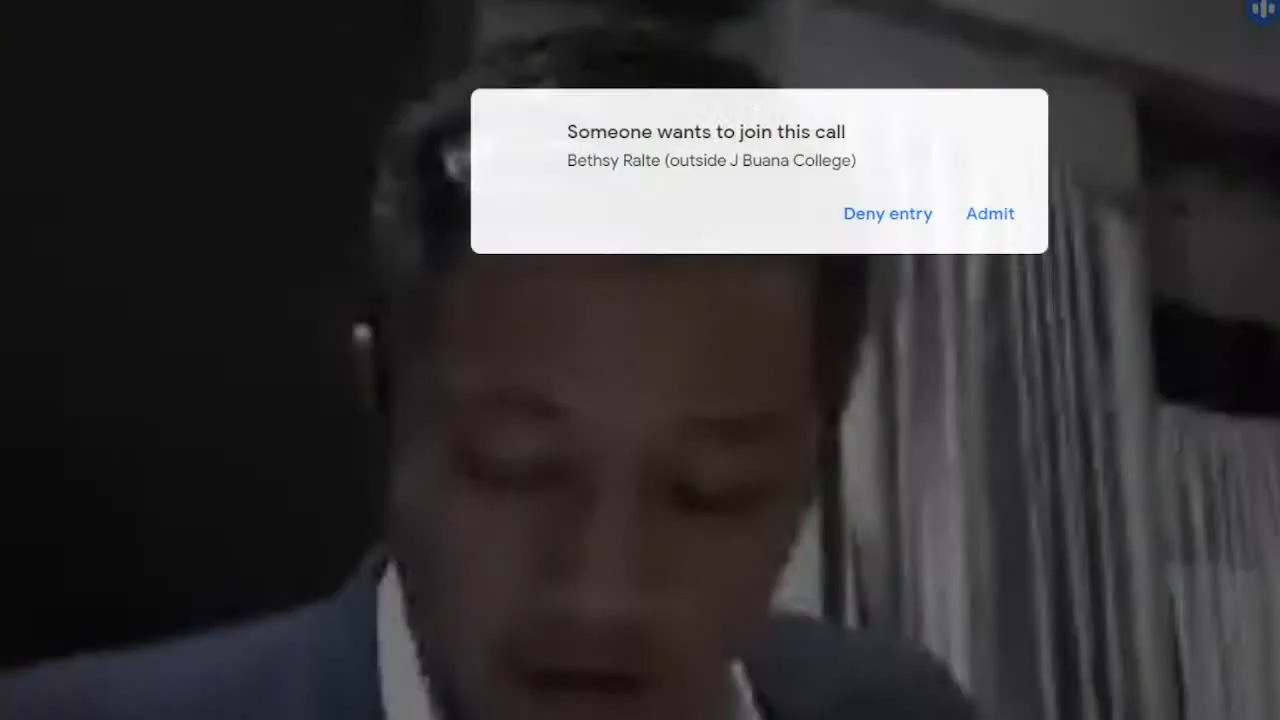 Someone wants to join this call
Bethsy Ralte (outside J Buana College)
Deny entry Admit